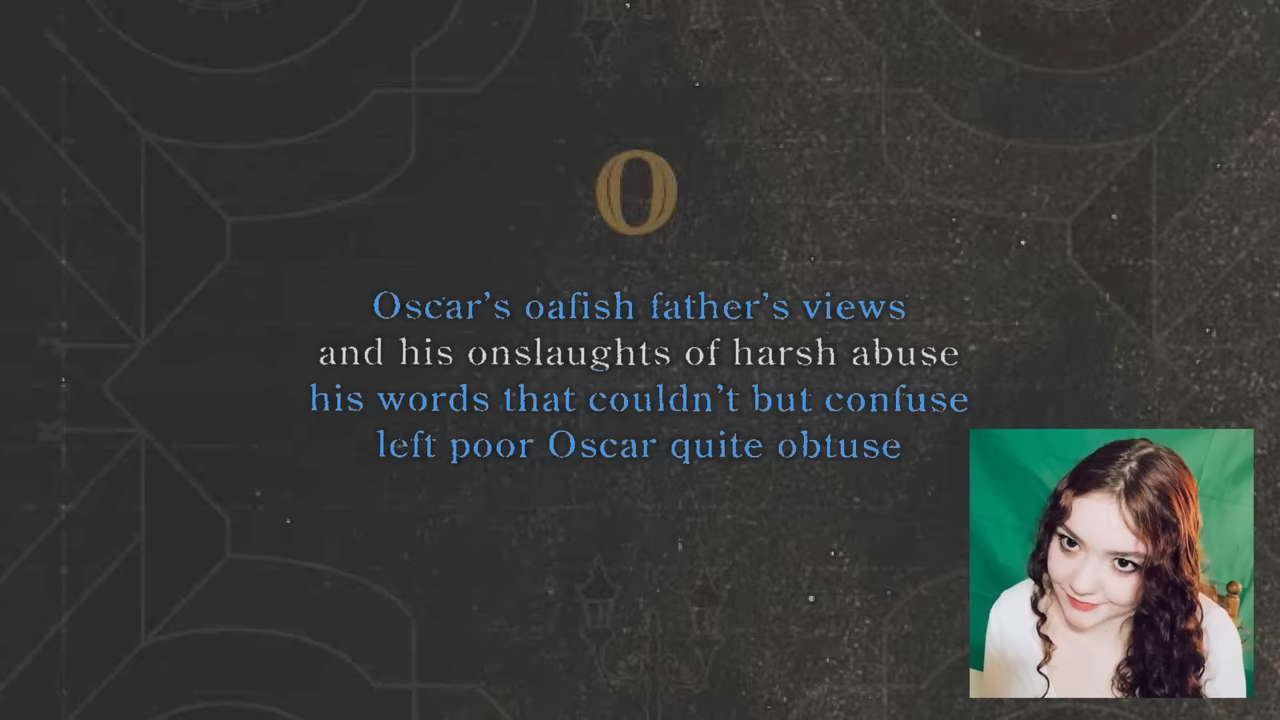 O
Oscar's oafish father's views
and his onslaughts of harsh abuse
his words that couldn't but confuse
left poor Oscar quite obtuse